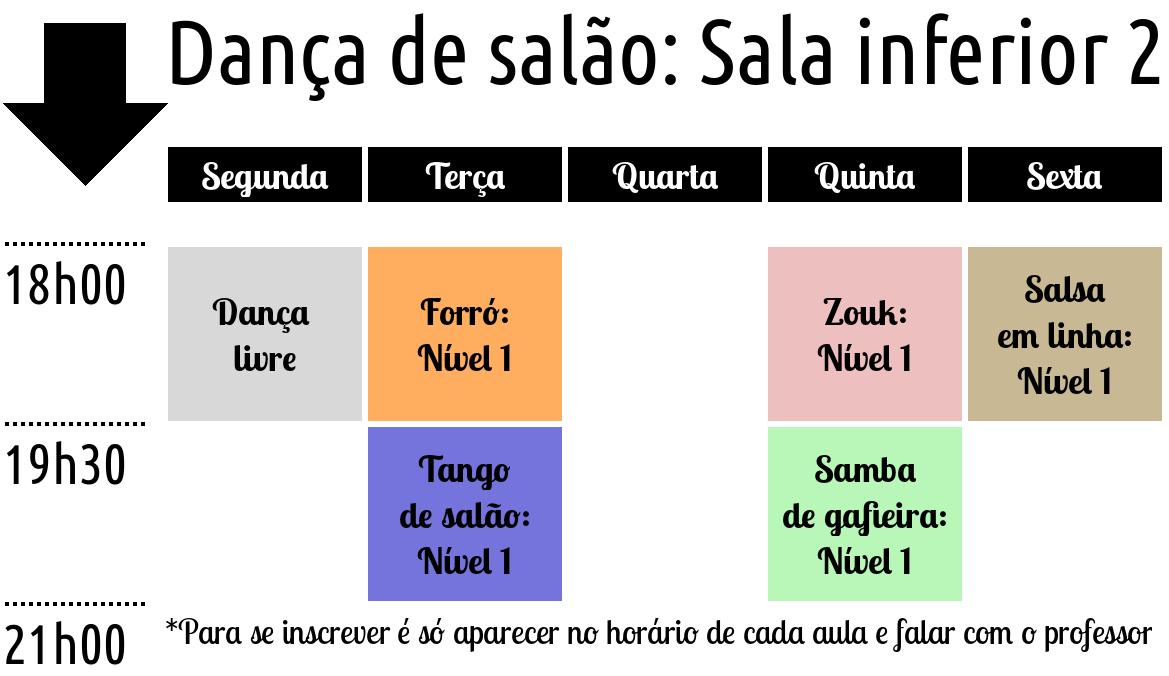 Dança de salão: Sala inferior 2
Segunda Terça Quarta Quinta Sexta
18h00
Dança
livre
Forró:
Nível 1
Zouk:
Nível 1
Salsa
em linha:
Nível 1
19h30
Tango
de salão:
Nível 1
Samba
de gafieira:
Nível 1
21h00
*Para se inscrever é só aparecer no horário de cada aula e falar com o professor